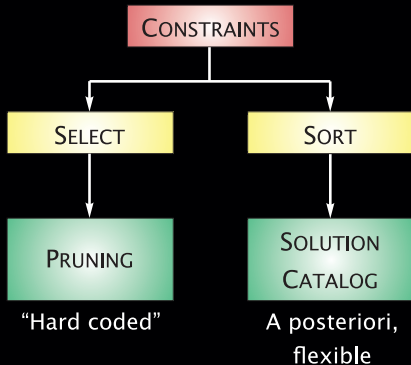 CONSTRAINTS
SELECT
SORT
PRUNING
SOLUTION
CATALOG
“Hard coded”
A posteriori,
flexible